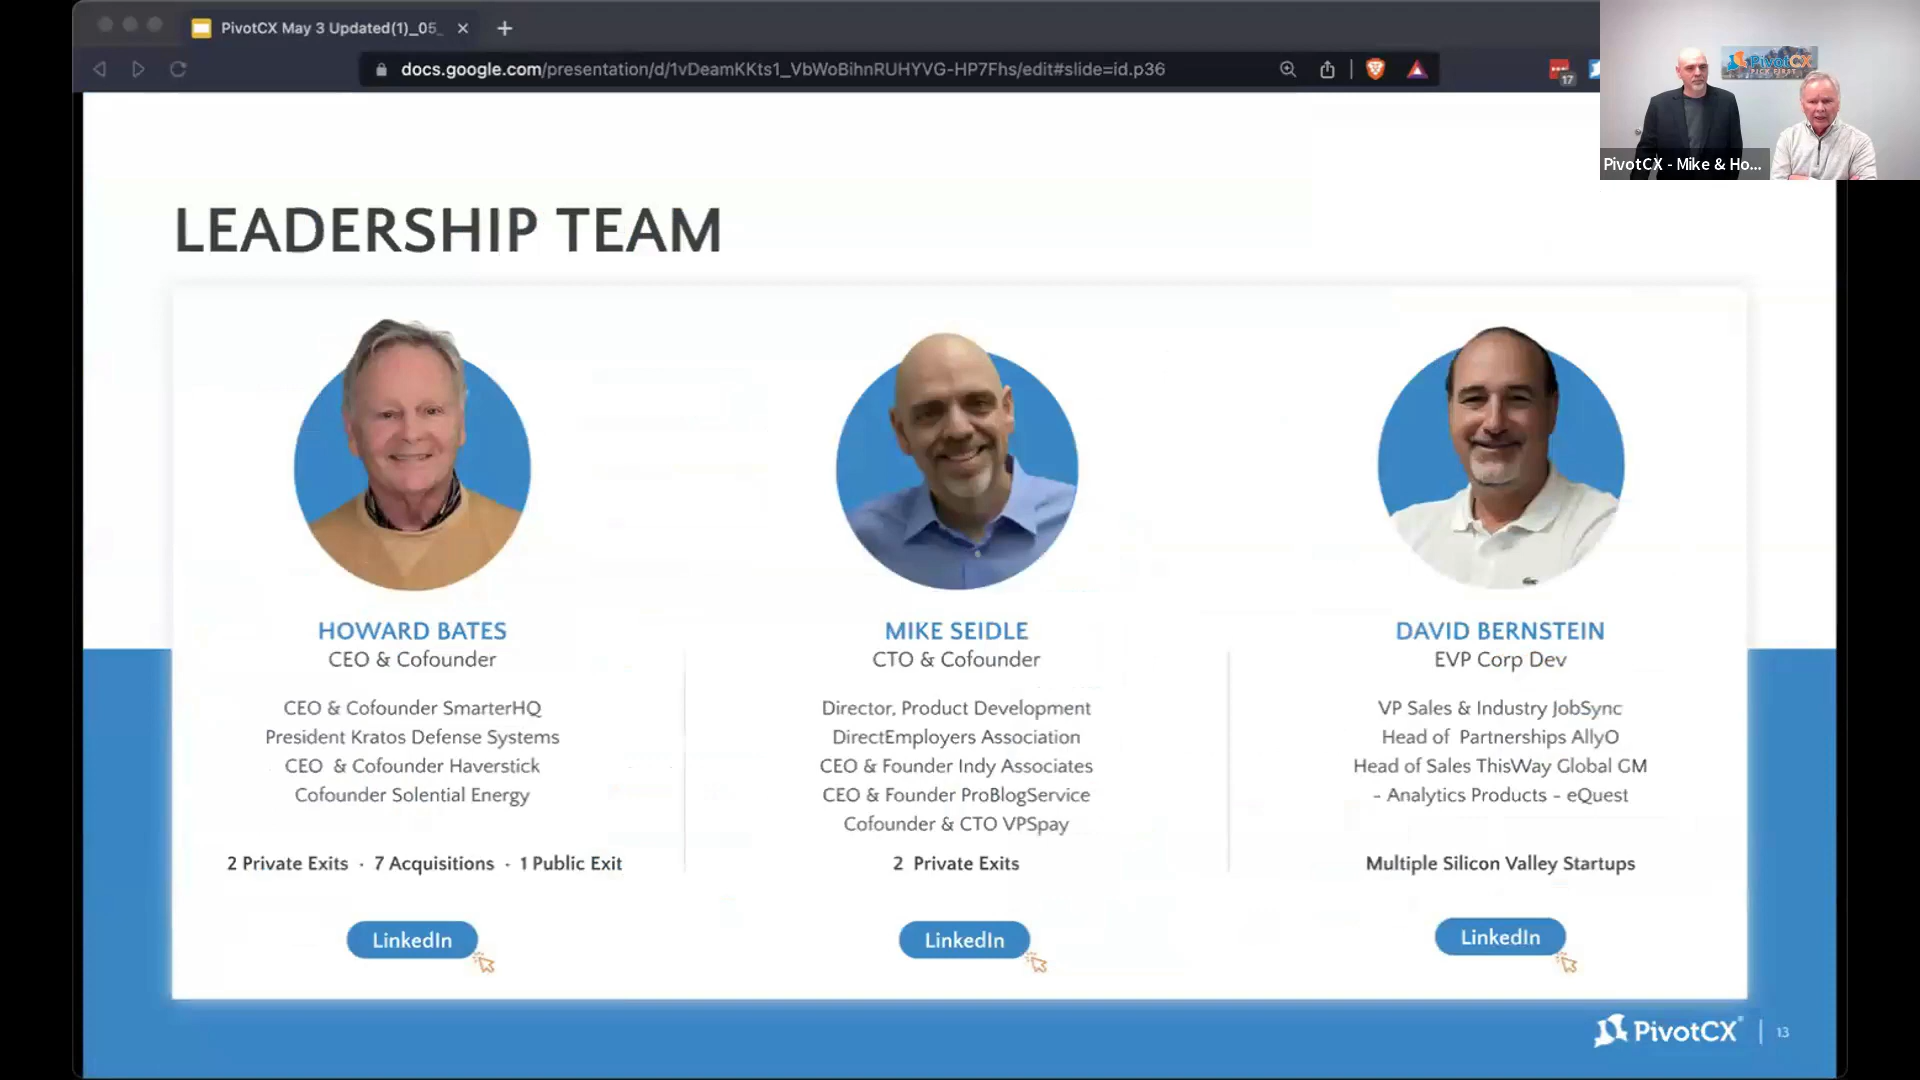 PivotCX May 3 Updated(1)_05_
docs.google.com/presentation/d/1vDeamKKts1_VbWoBihnRUHYVG-HP7Fhs/edit#slide=id.p36
17
PivotCX
PICK FIRST
PivotCX - Mike & Ho...
LEADERSHIP TEAM
HOWARD BATES
CEO & Cofounder
CEO & Cofounder SmarterHQ
President Kratos Defense Systems
CEO & Cofounder Haverstick
Cofounder Solential Energy
2 Private Exits · 7 Acquisitions · 1 Public Exit
LinkedIn
MIKE SEIDLE
CTO & Cofounder
Director, Product Development
DirectEmployers Association
CEO & Founder Indy Associates
CEO & Founder ProBlogService
Cofounder & CTO VPSpay
2 Private Exits
LinkedIn
DAVID BERNSTEIN
EVP Corp Dev
VP Sales & Industry JobSync
Head of Partnerships AllyO
Head of Sales ThisWay Global GM
- Analytics Products - eQuest
Multiple Silicon Valley Startups
LinkedIn
PivotCX®
13